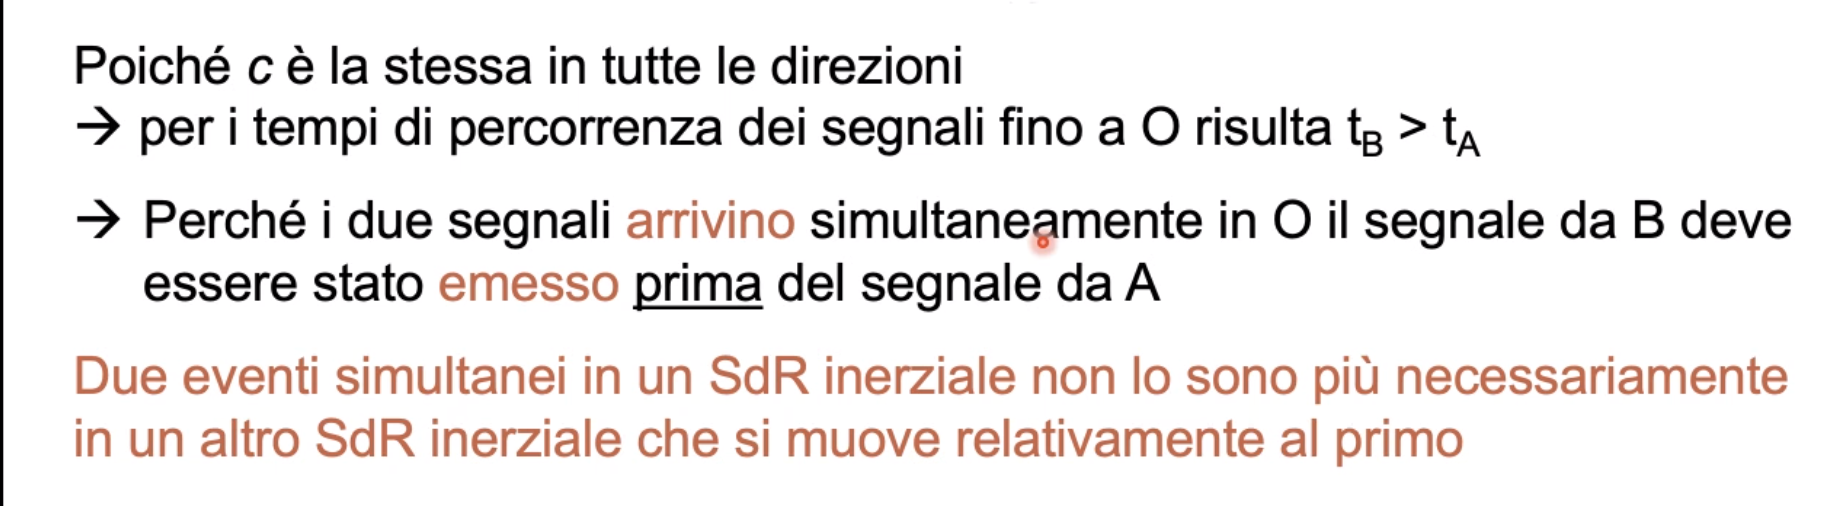 Poiché c è la stessa in tutte le direzioni
→ per i tempi di percorrenza dei segnali fino a O risulta t_B > t_A
→ Perché i due segnali arrivino simultaneamente in O il segnale da B deve
essere stato emesso prima del segnale da A
Due eventi simultanei in un SdR inerziale non lo sono più necessariamente
in un altro SdR inerziale che si muove relativamente al primo